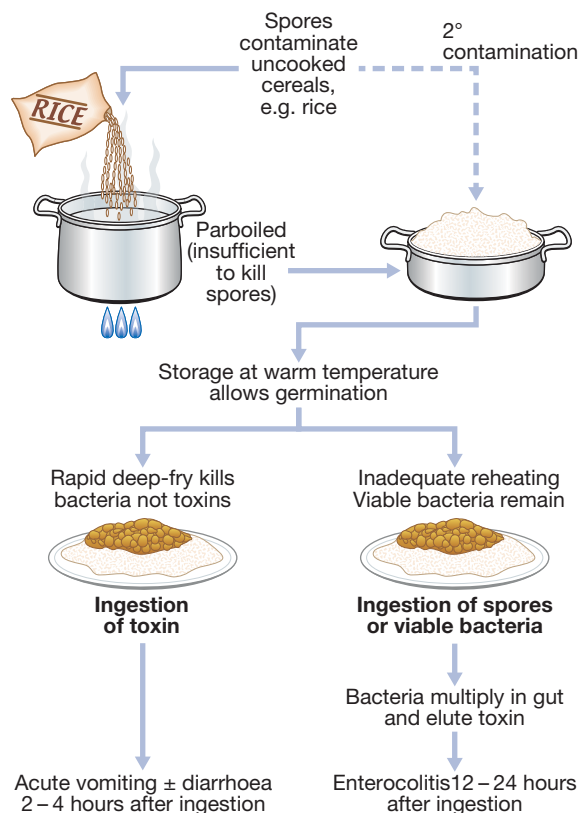 Spores
contaminate
uncooked
cereals,
e.g. rice
2°
contamination
RICE
Parboiled
(insufficient
to kill
spores)
Storage at warm temperature
allows germination
Rapid deep-fry kills
bacteria not toxins
Inadequate reheating
Viable bacteria remain
Ingestion
of toxin
Ingestion of spores
or viable bacteria
Bacteria multiply in gut
and elute toxin
Acute vomiting ± diarrhoea
2 – 4 hours after ingestion
Enterocolitis12 – 24 hours
after ingestion